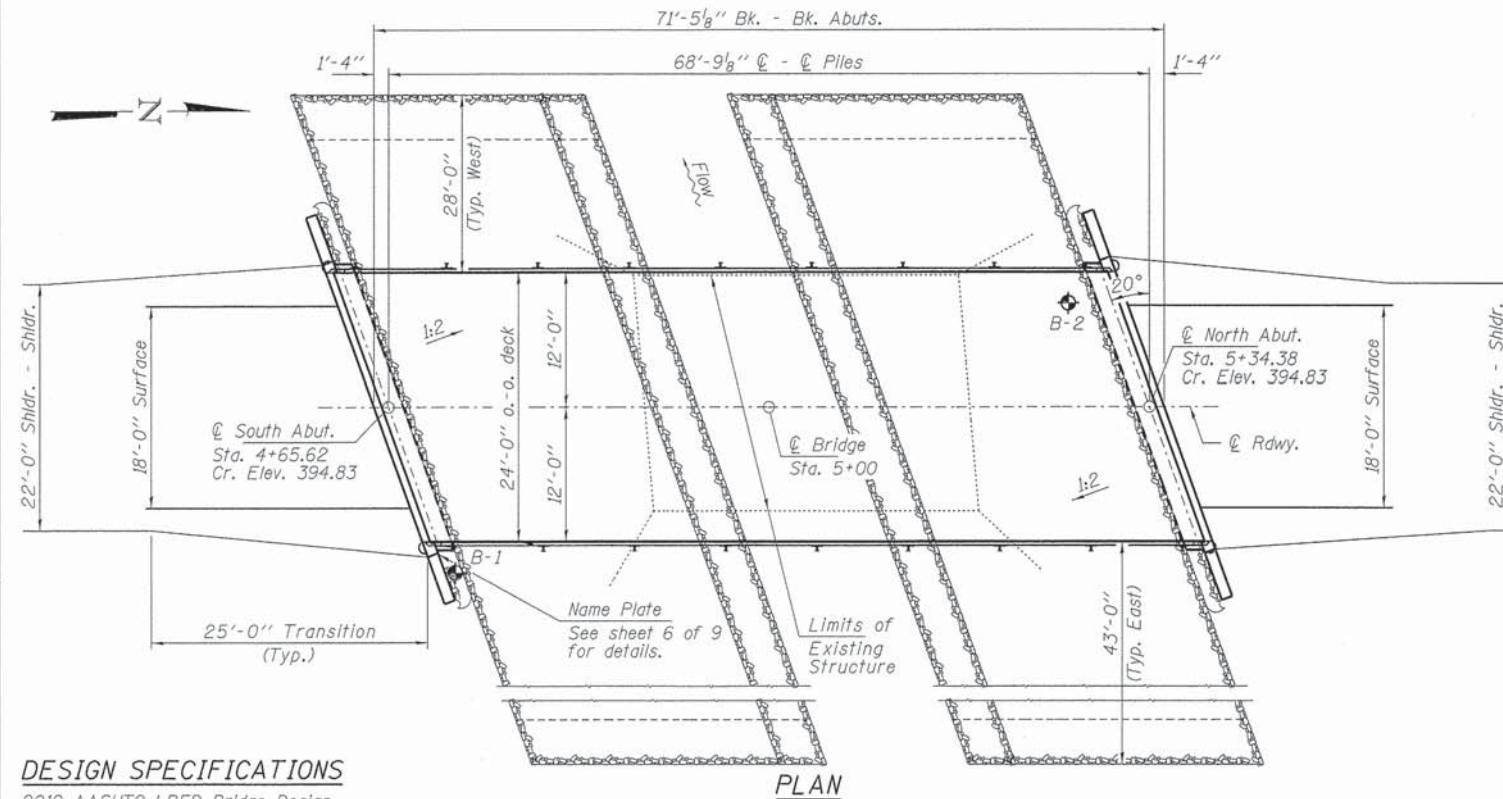 71'-5⅛" Bk. - Bk. Abuts.
1'-4"
68'-9⅛" ℄ - ℄ Piles
1'-4"
N
28'-0"
(Typ. West)
Flow
22'-0" Shldr. - Shldr.
18'-0" Surface
1:2
℄ South Abut.
Sta. 4+65.62
Cr. Elev. 394.83
24'-0" o.-o. deck
12'-0"
12'-0"
℄ Bridge
Sta. 5+00
20°
B-2
℄ North Abut.
Sta. 5+34.38
Cr. Elev. 394.83
℄ Rdwy.
1:2
18'-0" Surface
22'-0" Shldr. - Shldr.
B-1
Name Plate
See sheet 6 of 9
for details.
Limits of
Existing
Structure
43'-0"
(Typ. East)
25'-0" Transition
(Typ.)
DESIGN SPECIFICATIONS
PLAN
AASHTO LRFD Bridge Design